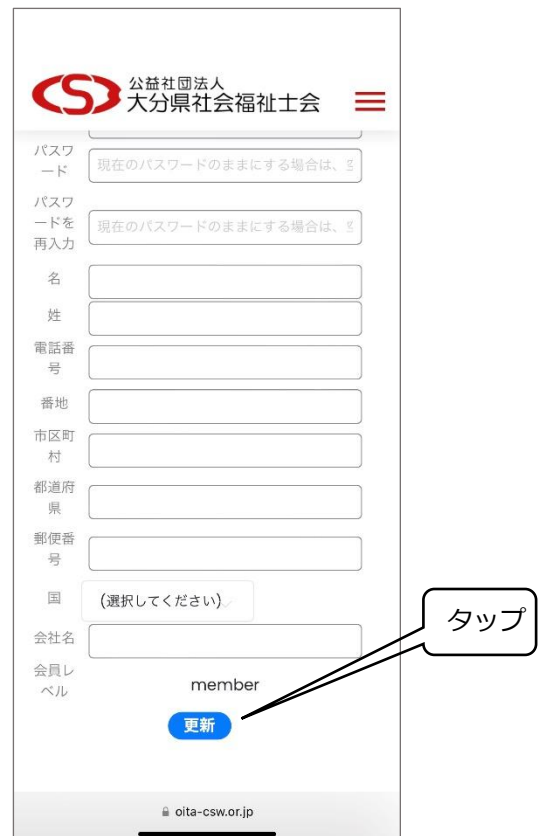 公益社団法人
大分県社会福祉士会
パスワ
ード
現在のパスワードのままにする場合は、
パスワ
ードを
再入力
現在のパスワードのままにする場合は、
名
姓
電話番
号
番地
市区町
村
都道府
県
郵便番
号
国
(選択してください)
会社名
会員レ
ベル
member
更新
タップ
oita-csw.or.jp